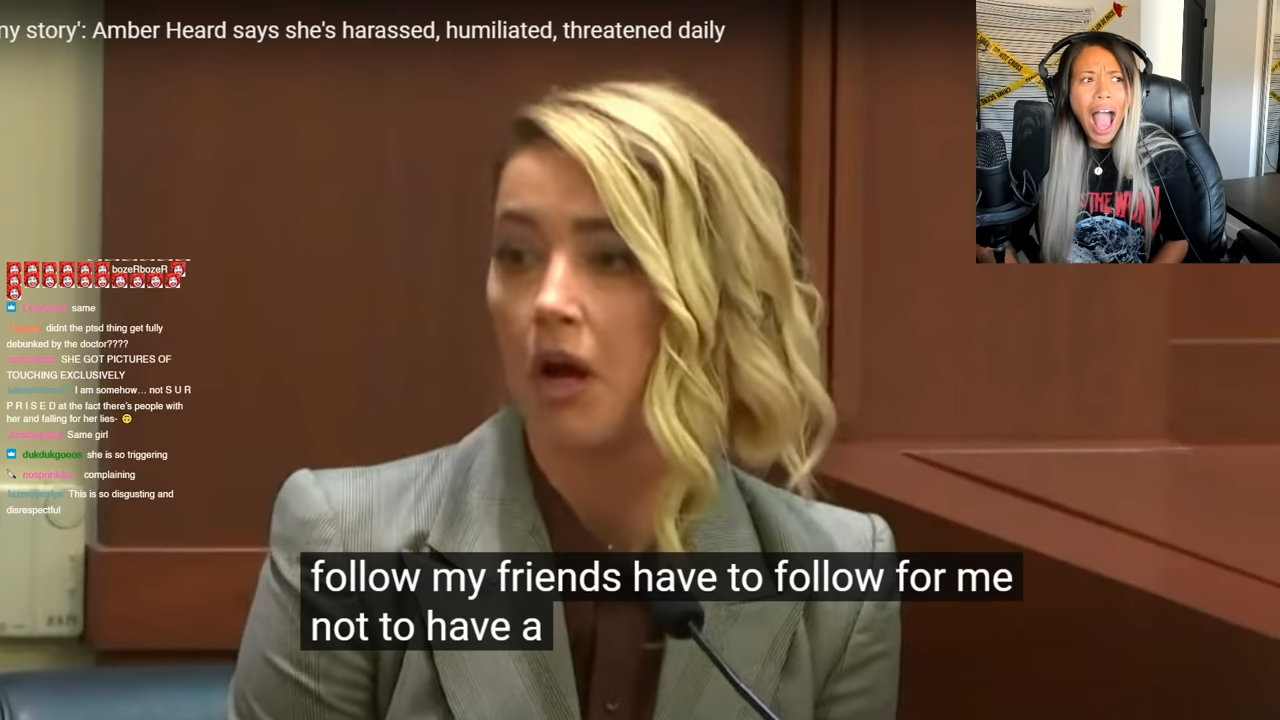 ny story': Amber Heard says she's harassed, humiliated, threatened daily
bozeRbozeR
same
didnt the ptsd thing get fully
debunked by the doctor????
SHE GOT PICTURES OF
TOUCHING EXCLUSIVELY
I am somehow... not S U R
P R I S E D at the fact there's people with
her and falling for her lies-
Same girl
dukdukgooos she is so triggering
complaining
This is so disgusting and
disrespectful
follow my friends have to follow for me
not to have a